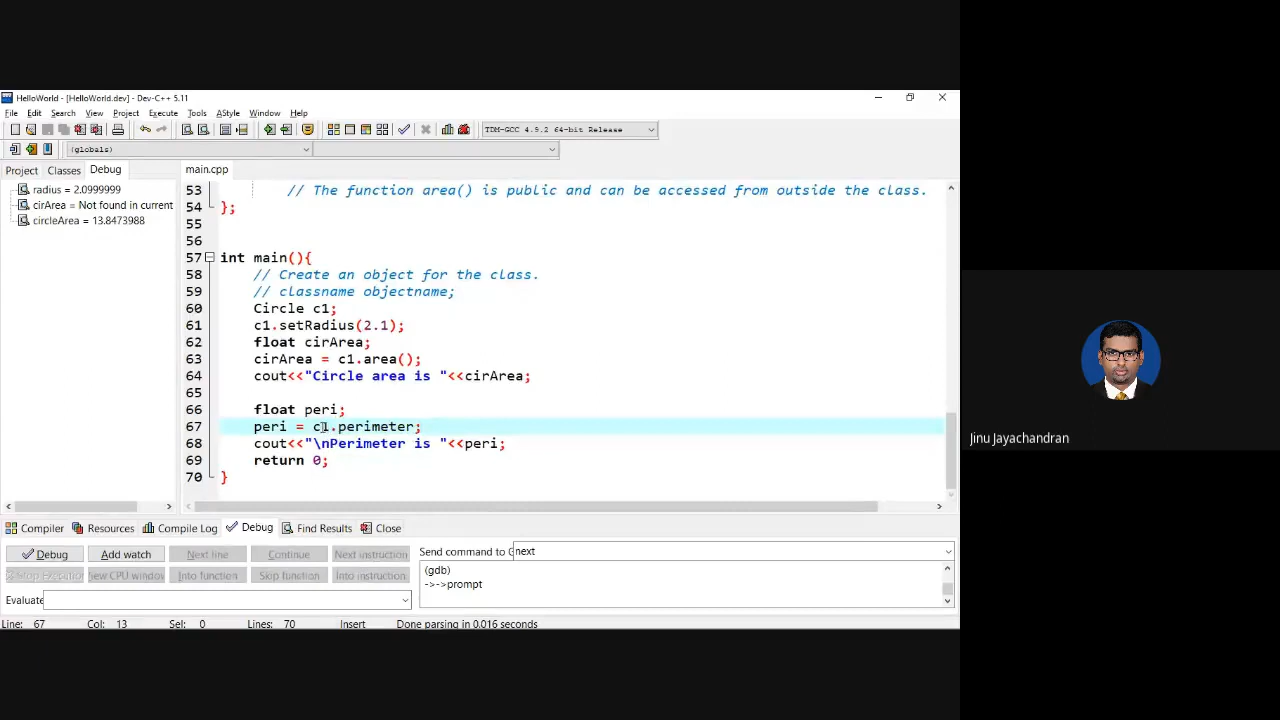 HelloWorld - [HelloWorld.dev] - Dev-C++ 5.11
File Edit Search View Project Execute Tools AStyle Window Help
TDM-GCC 4.9.2 64-bit Release
(globals)
Project Classes Debug main.cpp
radius = 2.0999999
cirArea = Not found in current
circleArea = 13.8473988
53 // The function area() is public and can be accessed from outside the class.
54 };
55
56
57 int main(){
58 // Create an object for the class.
59 // classname objectname;
60 Circle c1;
61 c1.setRadius(2.1);
62 float cirArea;
63 cirArea = c1.area();
64 cout<<"Circle area is "<<cirArea;
65
66 float peri;
67 peri = c1.perimeter;
68 cout<<"\nPerimeter is "<<peri;
69 return 0;
70 }
Jinu Jayachandran
Compiler Resources Compile Log Debug Find Results Close
Debug Add watch Next line Continue Next instruction Send command to G next
Stop Execution View CPU window Into function Skip function Into instruction
(gdb)
->->prompt
Evaluate
Line: 67 Col: 13 Sel: 0 Lines: 70 Insert Done parsing in 0.016 seconds